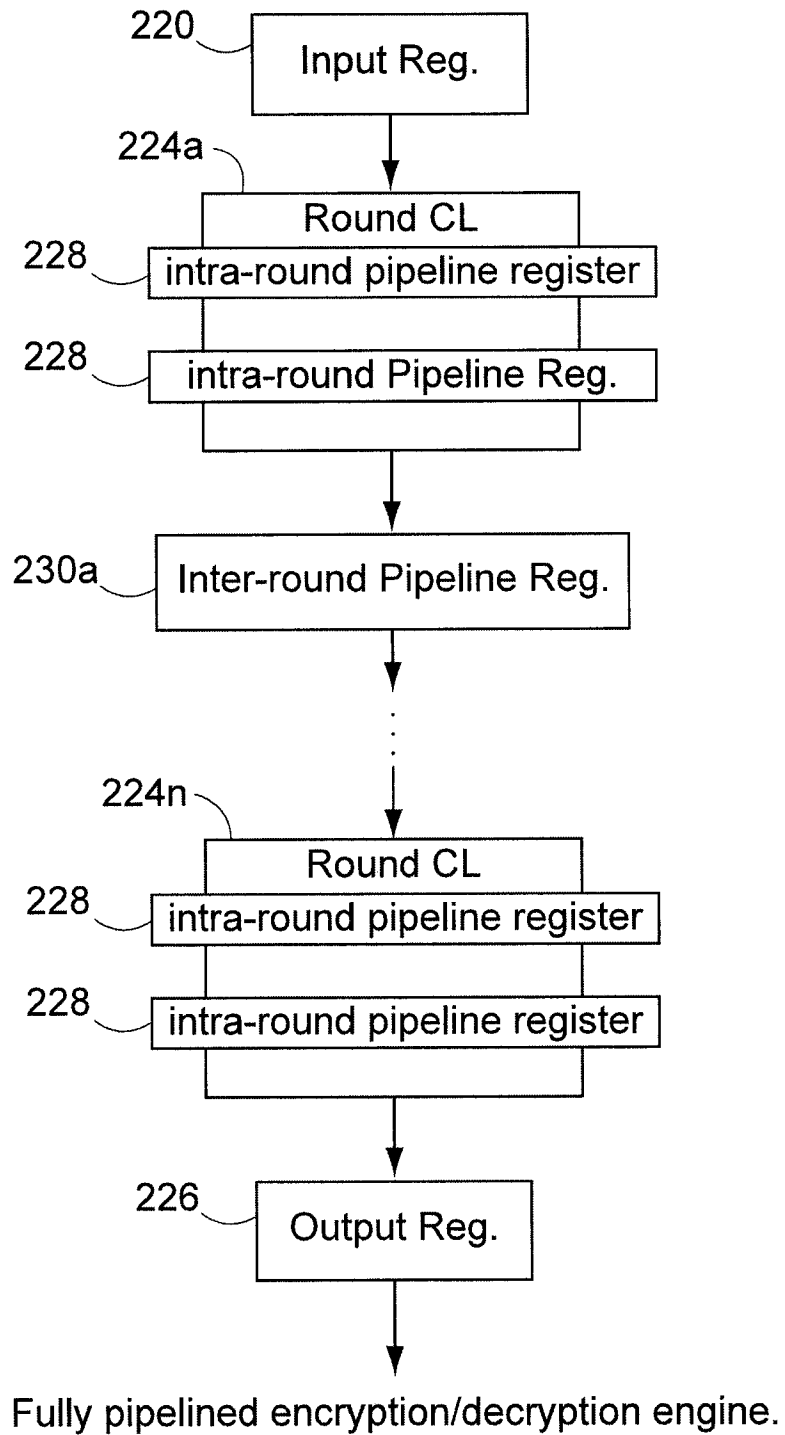 220
Input Reg.
224a
Round CL
228
intra-round pipeline register
228
intra-round Pipeline Reg.
230a
Inter-round Pipeline Reg.
224n
Round CL
228
intra-round pipeline register
228
intra-round pipeline register
226
Output Reg.
Fully pipelined encryption/decryption engine.